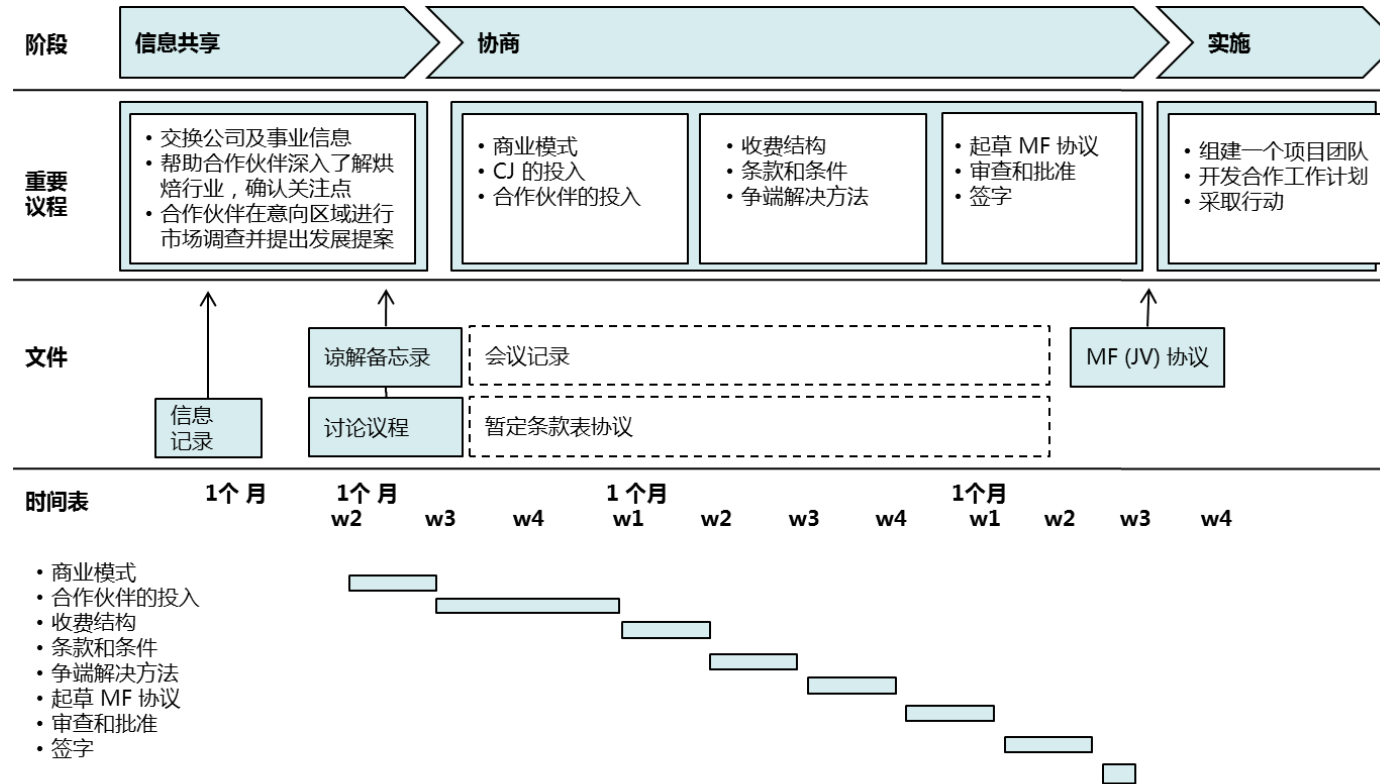 阶段
信息共享
协商
实施
重要
议程
• 交换公司及事业信息
• 帮助合作伙伴深入了解烘
焙行业，确认关注点
• 合作伙伴在意向区域进行
市场调查并提出发展提案
• 商业模式
• CJ 的投入
• 合作伙伴的投入
• 收费结构
• 条款和条件
• 争端解决方法
• 起草 MF 协议
• 审查和批准
• 签字
• 组建一个项目团队
• 开发合作工作计划
• 采取行动
文件
谅解备忘录
会议记录
MF (JV) 协议
信息
记录
讨论议程
暂定条款表协议
时间表
1个 月
1个 月
1 个月
1个月
w2
w3
w4
w1
w2
w3
w4
w1
w2
w3
w4
• 商业模式
• 合作伙伴的投入
• 收费结构
• 条款和条件
• 争端解决方法
• 起草 MF 协议
• 审查和批准
• 签字